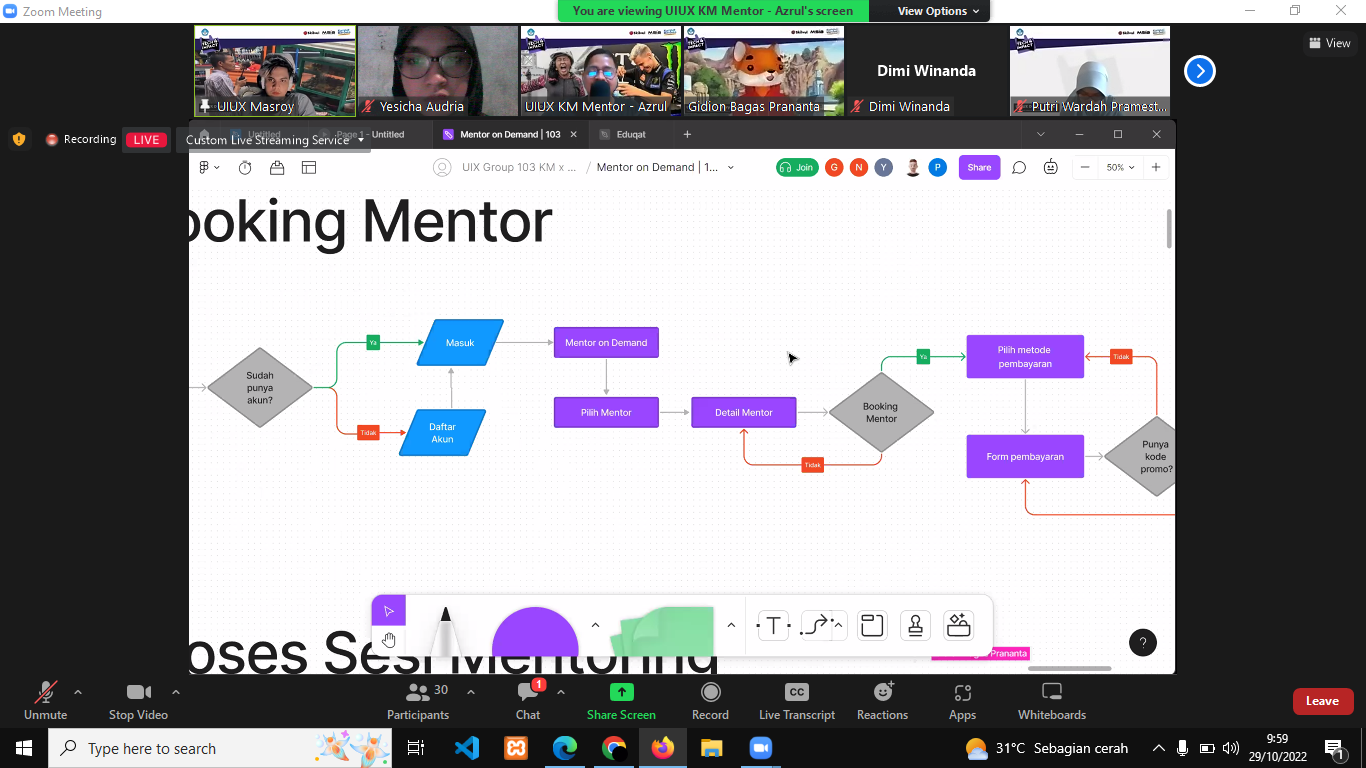 Zoom Meeting
You are viewing UIUX KM Mentor - Azrul's screen
View Options
UIUX Masroy
Yesicha Audria
UIUX KM Mentor - Azrul
Gidion Bagas Prananta
Dimi Winanda
Dimi Winanda
Putri Wardah Pramest...
View
Recording
LIVE
Custom Live Streaming Service
Untitled
Page 1 - Untitled
Mentor on Demand | 103
Eduqat
UIX Group 103 KM x ... / Mentor on Demand | 1...
Join
G
N
Y
P
Share
50%
ooking Mentor
Sudah
punya
akun?
Ya
Tidak
Masuk
Daftar
Akun
Mentor on Demand
Pilih Mentor
Detail Mentor
Booking
Mentor
Tidak
Ya
Pilih metode
pembayaran
Tidak
Form pembayaran
Punya
kode
promo?
oses Sesi Mentoring
Prananta
T
?
Unmute
Stop Video
30
Participants
1
Chat
Share Screen
Record
CC
Live Transcript
Reactions
Apps
Whiteboards
Leave
Type here to search
31°C Sebagian cerah
9:59
29/10/2022
1